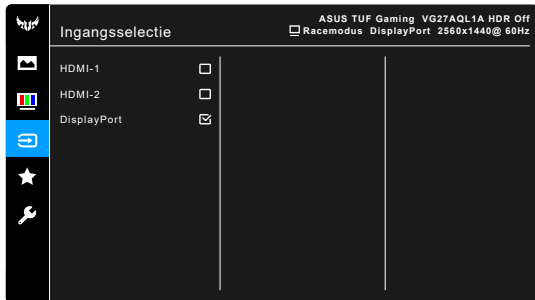 Ingangsselectie
ASUS TUF Gaming VG27AQL1A HDR Off
Racemodus DisplayPort 2560x1440@ 60Hz
HDMI-1
HDMI-2
DisplayPort